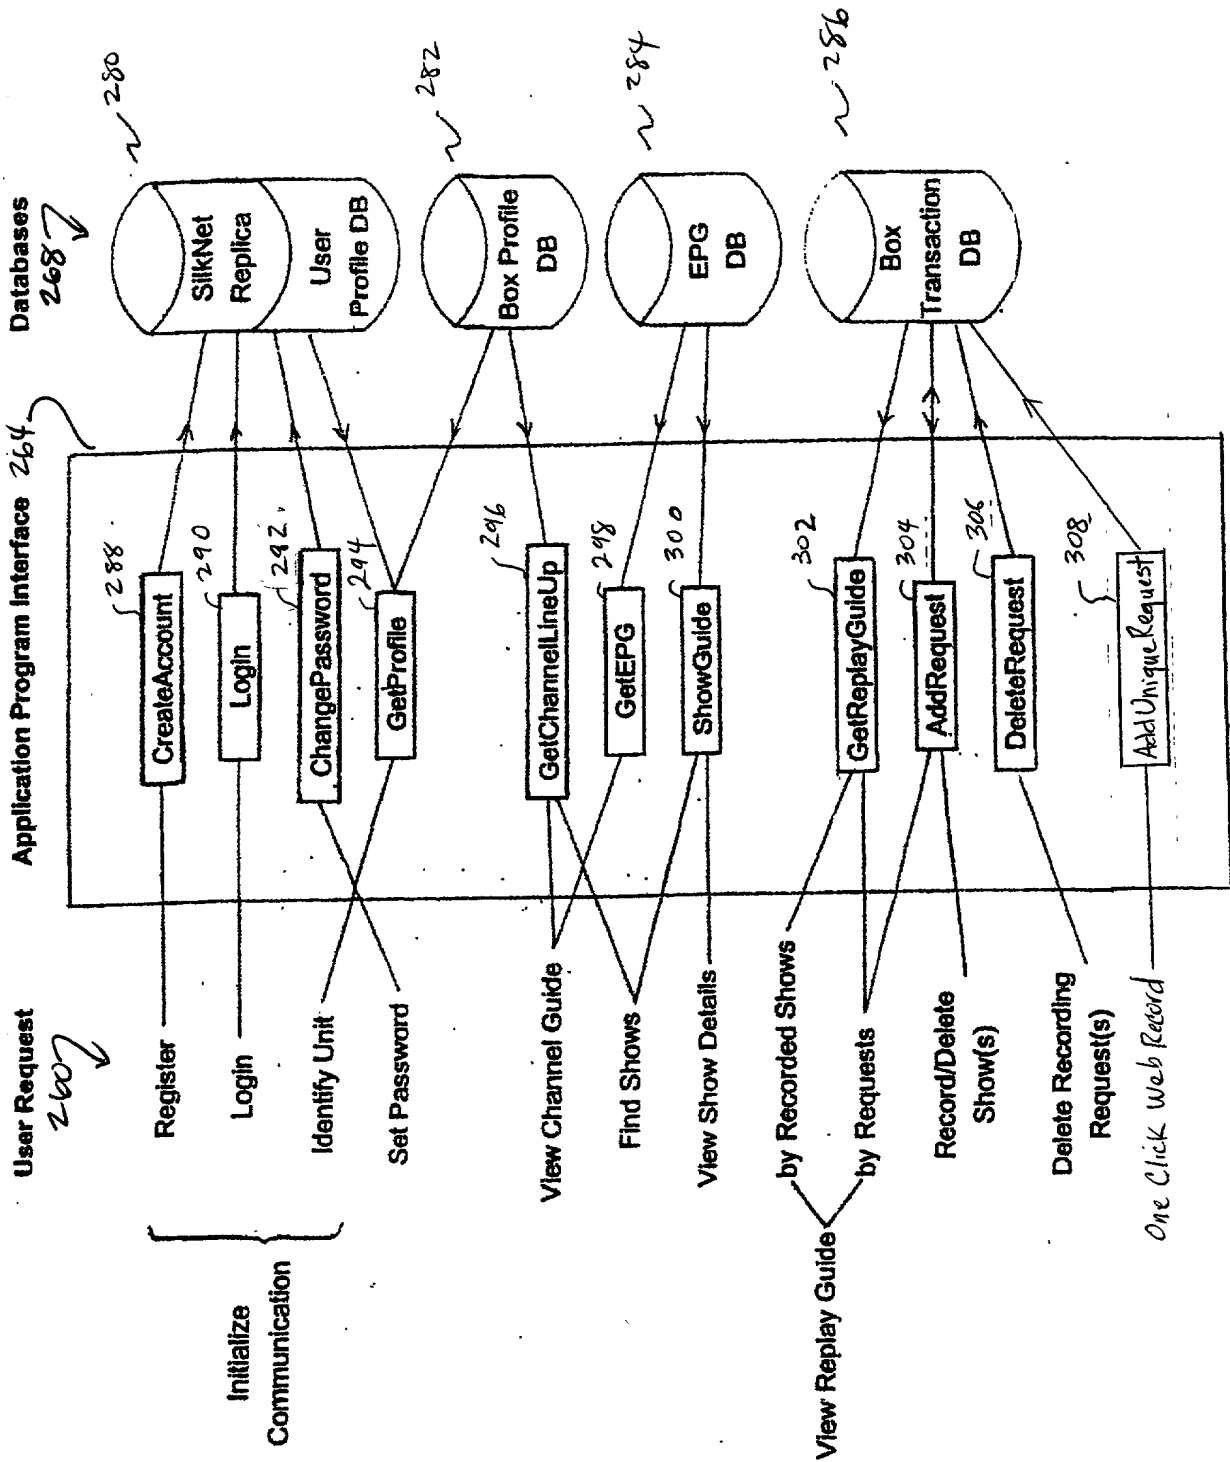 User Request
260
Application Program Interface 264
Databases
268
Initialize
Communication
Register
Login
Identify Unit
Set Password
View Channel Guide
Find Shows
View Show Details
View Replay Guide
by Recorded Shows
by Requests
Record/Delete
Show(s)
Delete Recording
Request(s)
One Click Web Record
288
CreateAccount
290
Login
292
ChangePassword
294
GetProfile
296
GetChannelLineUp
298
GetEPG
300
ShowGuide
302
GetReplayGuide
304
AddRequest
306
DeleteRequest
308
AddUniqueRequest
280
SilkNet
Replica
User
Profile DB
282
Box Profile
DB
284
EPG
DB
286
Box
Transaction
DB